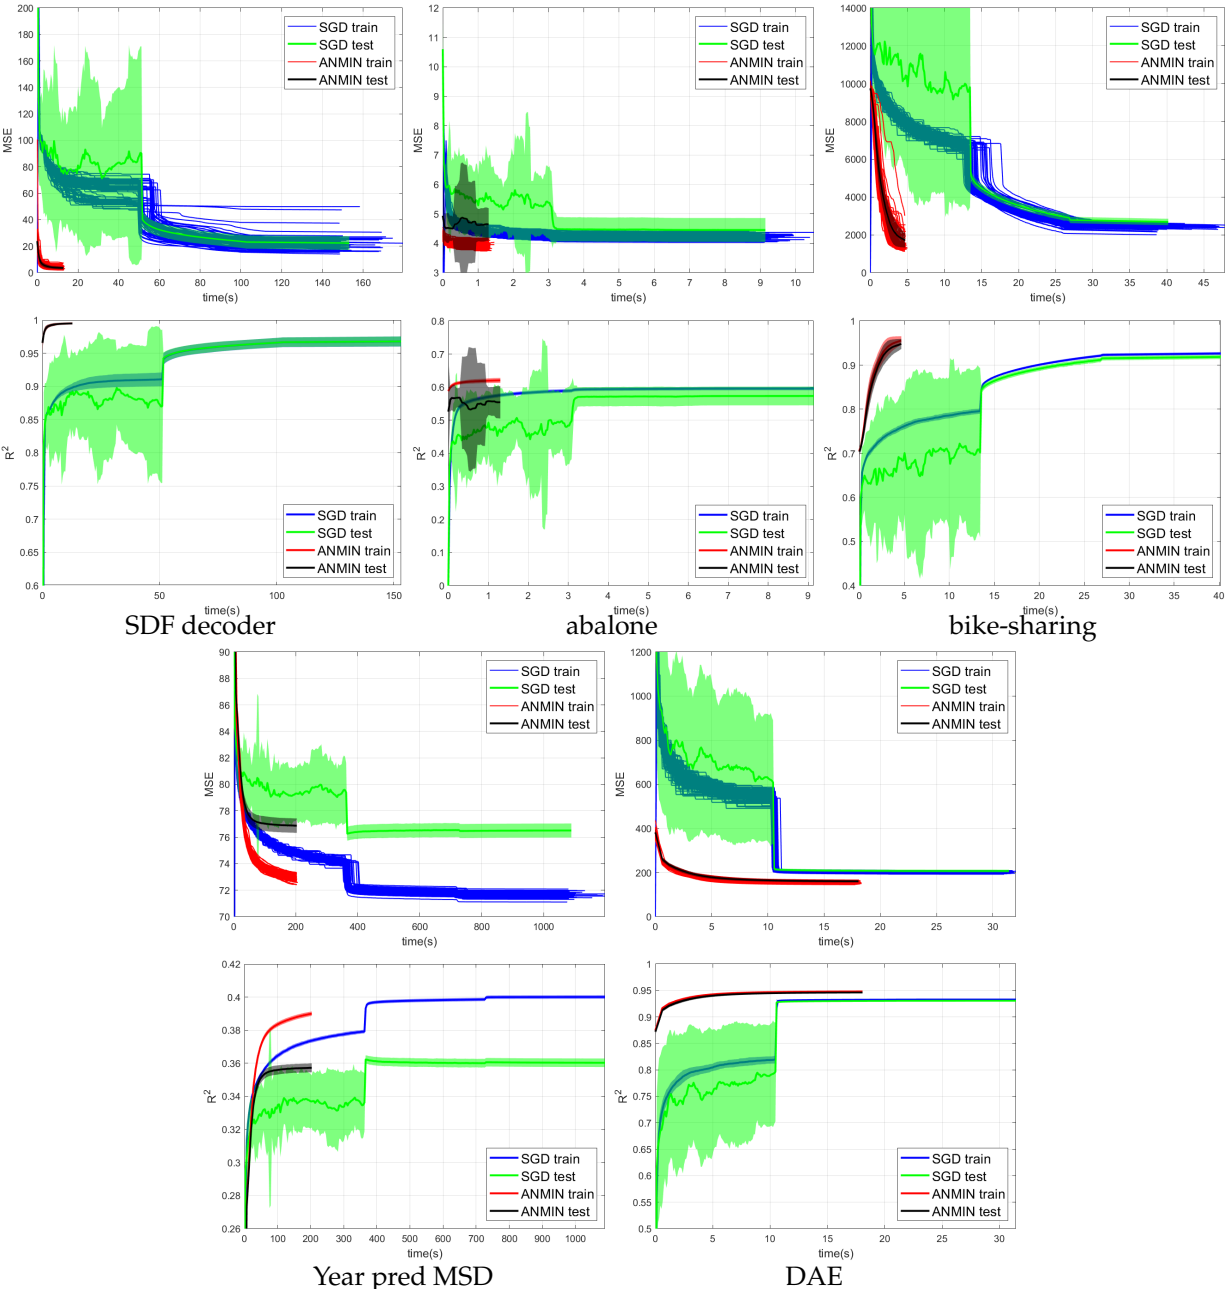 200
180
160
140
120
100
80
60
40
20
0
MSE
SGD train
SGD test
ANMIN train
ANMIN test
0 20 40 60 80 100 120 140 160
time(s)
12
11
10
9
8
7
6
5
4
3
MSE
SGD train
SGD test
ANMIN train
ANMIN test
0 1 2 3 4 5 6 7 8 9 10
time(s)
14000
12000
10000
8000
6000
4000
2000
0
MSE
SGD train
SGD test
ANMIN train
ANMIN test
0 5 10 15 20 25 30 35 40 45
time(s)
1
0.95
0.9
0.85
0.8
0.75
0.7
0.65
0.6
R²
SGD train
SGD test
ANMIN train
ANMIN test
0 50 100 150
time(s)
SDF decoder
0.8
0.7
0.6
0.5
0.4
0.3
0.2
0.1
0
R²
SGD train
SGD test
ANMIN train
ANMIN test
0 1 2 3 4 5 6 7 8 9
time(s)
abalone
1
0.9
0.8
0.7
0.6
0.5
0.4
R²
SGD train
SGD test
ANMIN train
ANMIN test
0 5 10 15 20 25 30 35 40
time(s)
bike-sharing
90
88
86
84
82
80
78
76
74
72
70
MSE
SGD train
SGD test
ANMIN train
ANMIN test
0 200 400 600 800 1000
time(s)
1200
1000
800
600
400
200
0
MSE
SGD train
SGD test
ANMIN train
ANMIN test
0 5 10 15 20 25 30
time(s)
0.42
0.4
0.38
0.36
0.34
0.32
0.3
0.28
0.26
R²
SGD train
SGD test
ANMIN train
ANMIN test
0 100 200 300 400 500 600 700 800 900 1000
time(s)
Year pred MSD
1
0.95
0.9
0.85
0.8
0.75
0.7
0.65
0.6
0.55
0.5
R²
SGD train
SGD test
ANMIN train
ANMIN test
0 5 10 15 20 25 30
time(s)
DAE